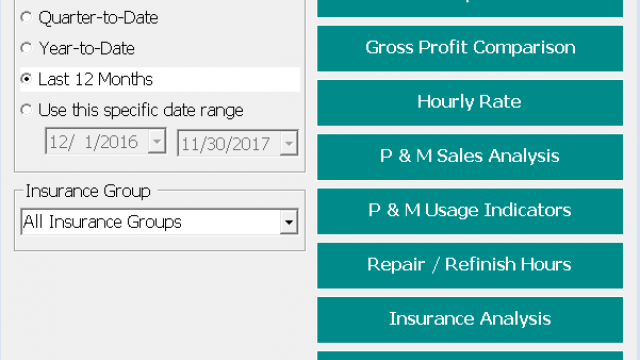 Quarter-to-Date
Year-to-Date
Last 12 Months
Use this specific date range
12/ 1/2016
11/30/2017
Insurance Group
All Insurance Groups
Gross Profit Comparison
Hourly Rate
P & M Sales Analysis
P & M Usage Indicators
Repair / Refinish Hours
Insurance Analysis